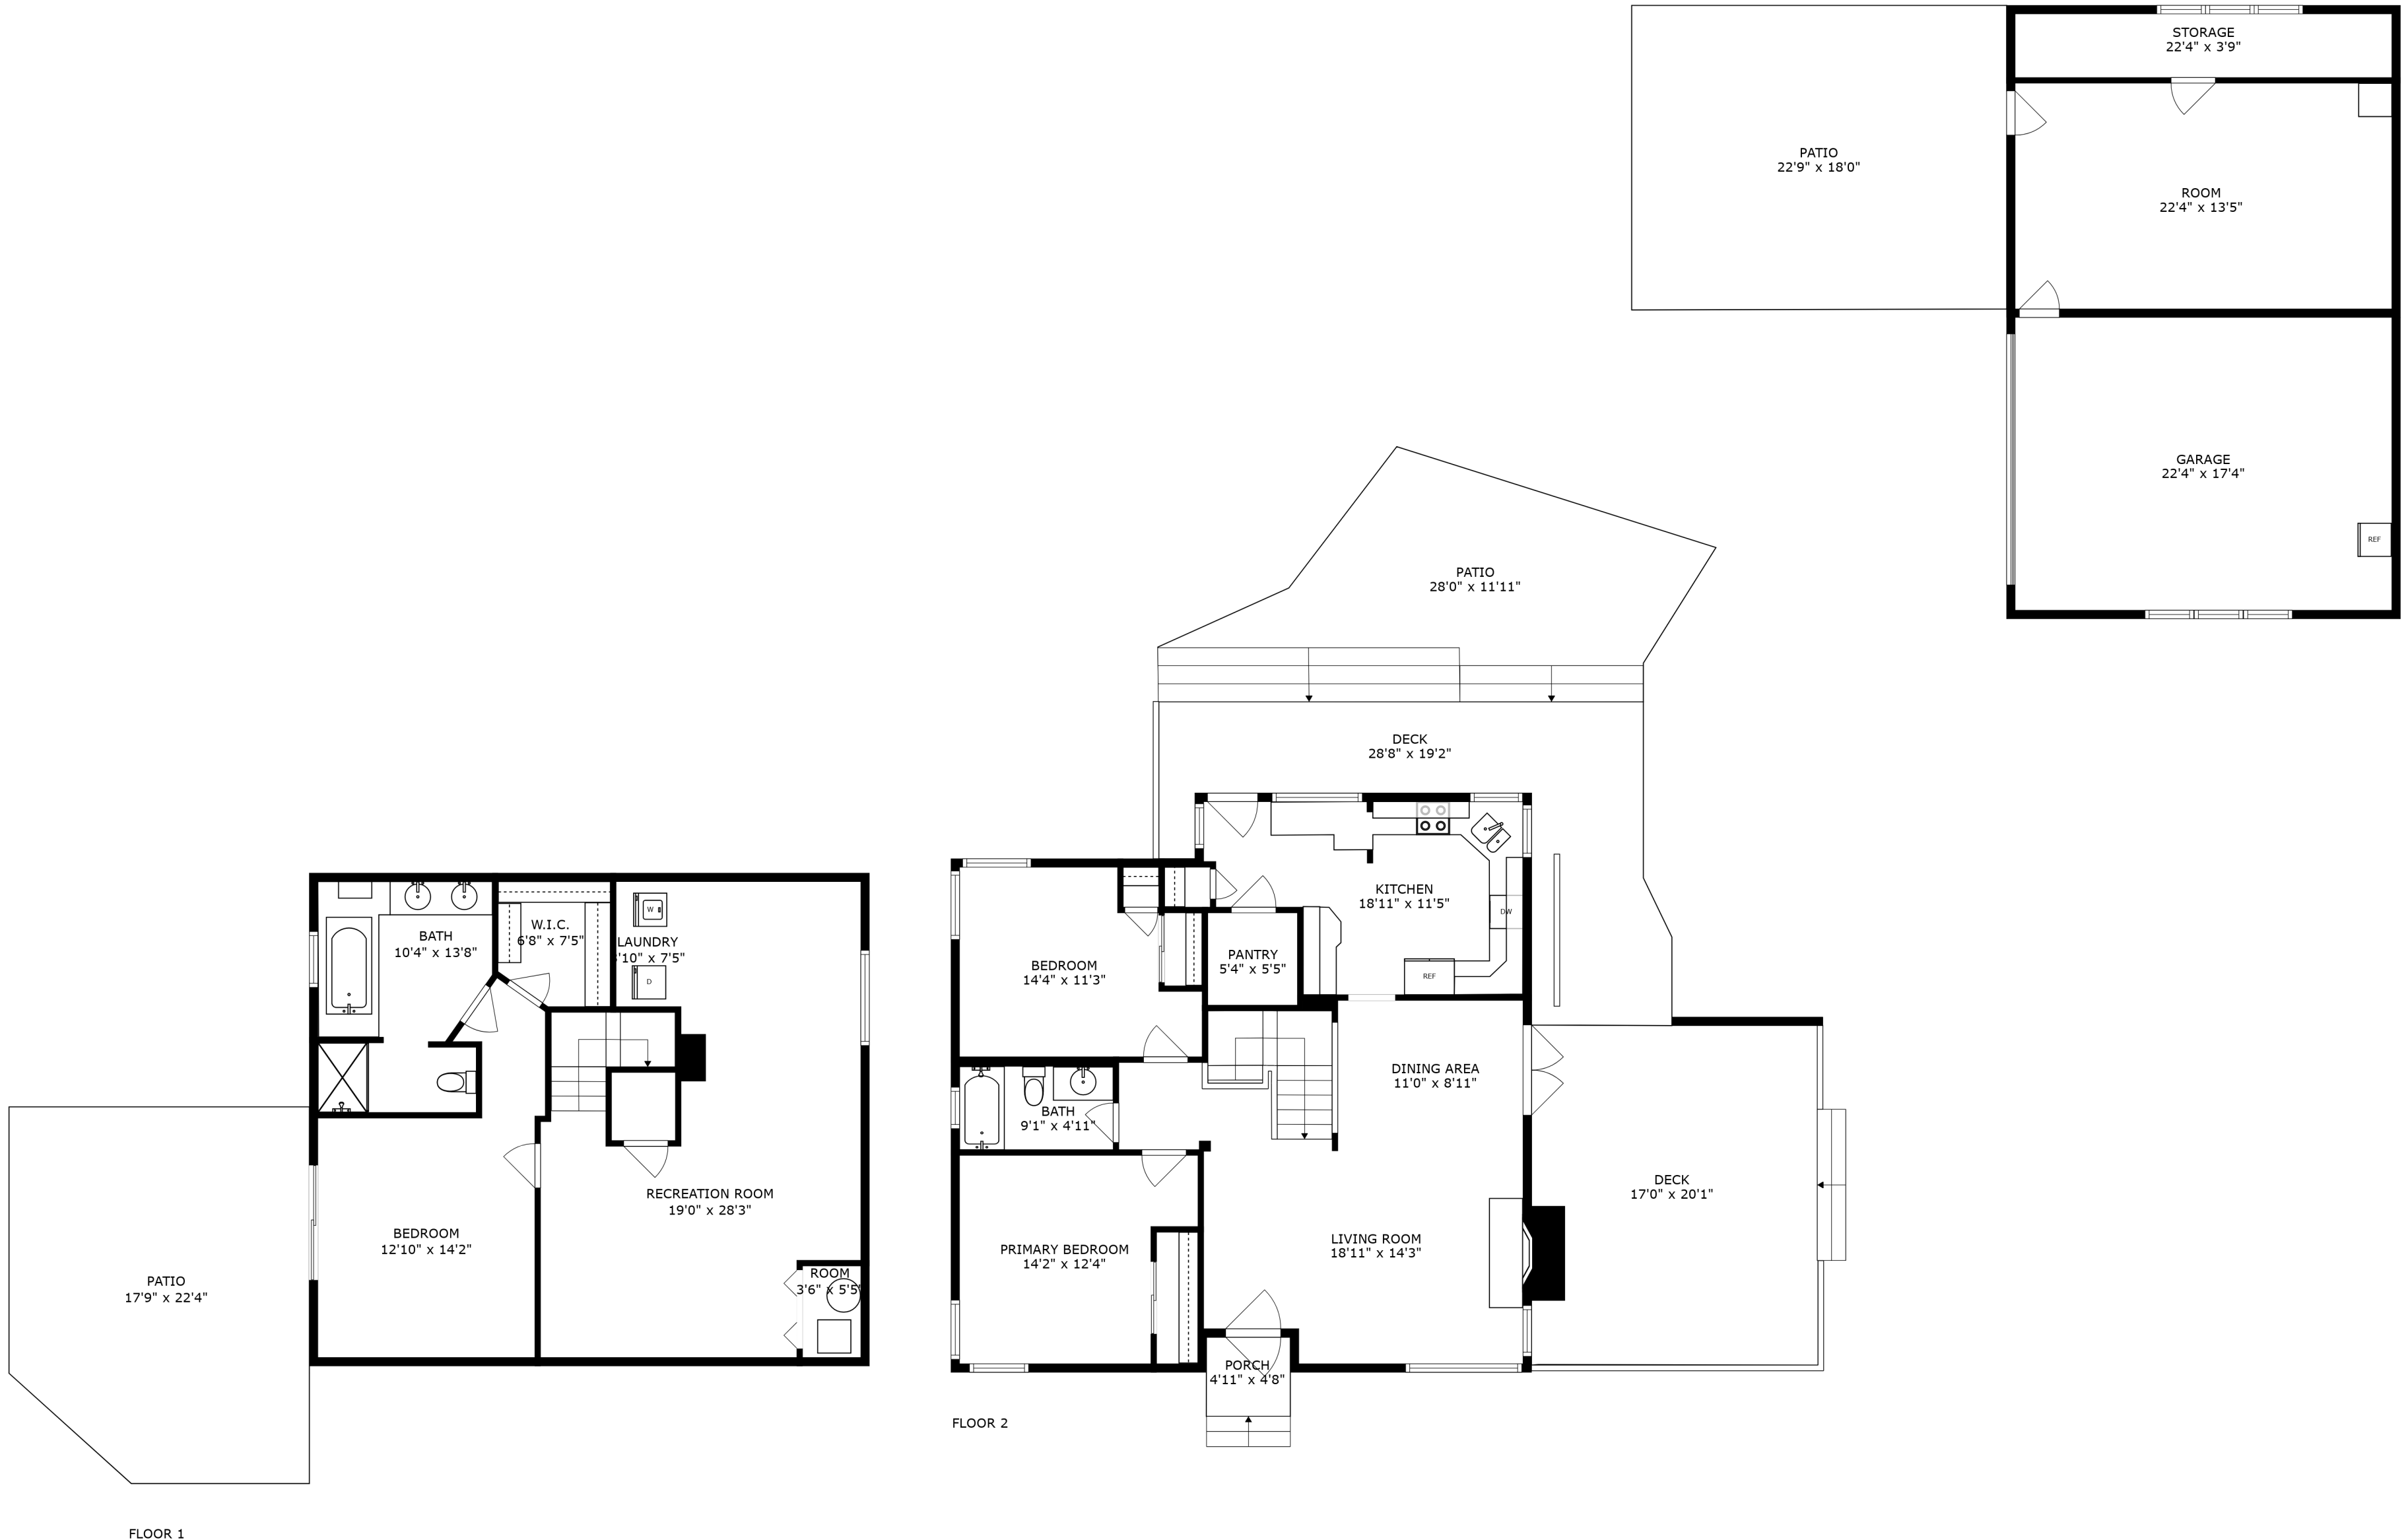 STORAGE
22'4" x 3'9"
PATIO
22'9" x 18'0"
ROOM
22'4" x 13'5"
GARAGE
22'4" x 17'4"
REF
PATIO
28'0" x 11'11"
DECK
28'8" x 19'2"
KITCHEN
18'11" x 11'5"
DW
REF
PANTRY
5'4" x 5'5"
BEDROOM
14'4" x 11'3"
DINING AREA
11'0" x 8'11"
BATH
9'1" x 4'11"
DECK
17'0" x 20'1"
LIVING ROOM
18'11" x 14'3"
PRIMARY BEDROOM
14'2" x 12'4"
PORCH
4'11" x 4'8"
FLOOR 2
BATH
10'4" x 13'8"
W.I.C.
6'8" x 7'5"
W
LAUNDRY
'10" x 7'5"
D
RECREATION ROOM
19'0" x 28'3"
BEDROOM
12'10" x 14'2"
ROOM
3'6" x 5'5"
PATIO
17'9" x 22'4"
FLOOR 1